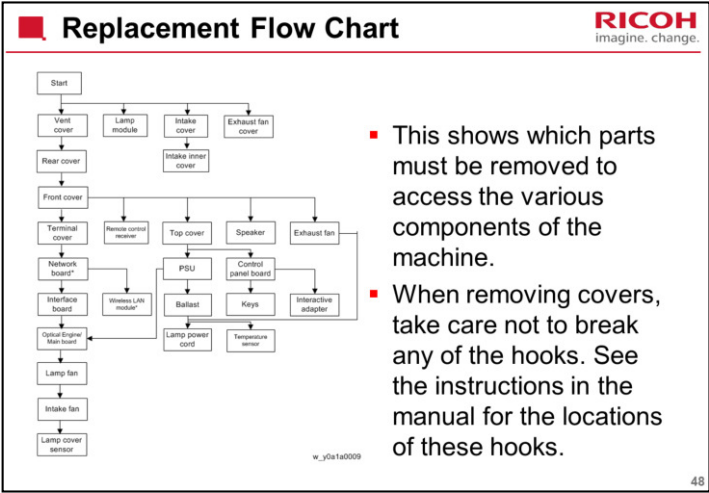 Replacement Flow Chart
RICOH
imagine. change.
Start
Vent
cover
Lamp
module
Intake
cover
Exhaust fan
cover
Rear cover
Intake inner
cover
Front cover
Terminal
cover
Remote control
receiver
Top cover
Speaker
Exhaust fan
Network
board*
PSU
Control
panel board
Interface
board
Wireless LAN
module*
Ballast
Keys
Interactive
adapter
Optical Engine/
Main board
Lamp power
cord
Temperature
sensor
Lamp fan
Intake fan
Lamp cover
sensor
w_y0a1a0009
This shows which parts
must be removed to
access the various
components of the
machine.
When removing covers,
take care not to break
any of the hooks. See
the instructions in the
manual for the locations
of these hooks.
48